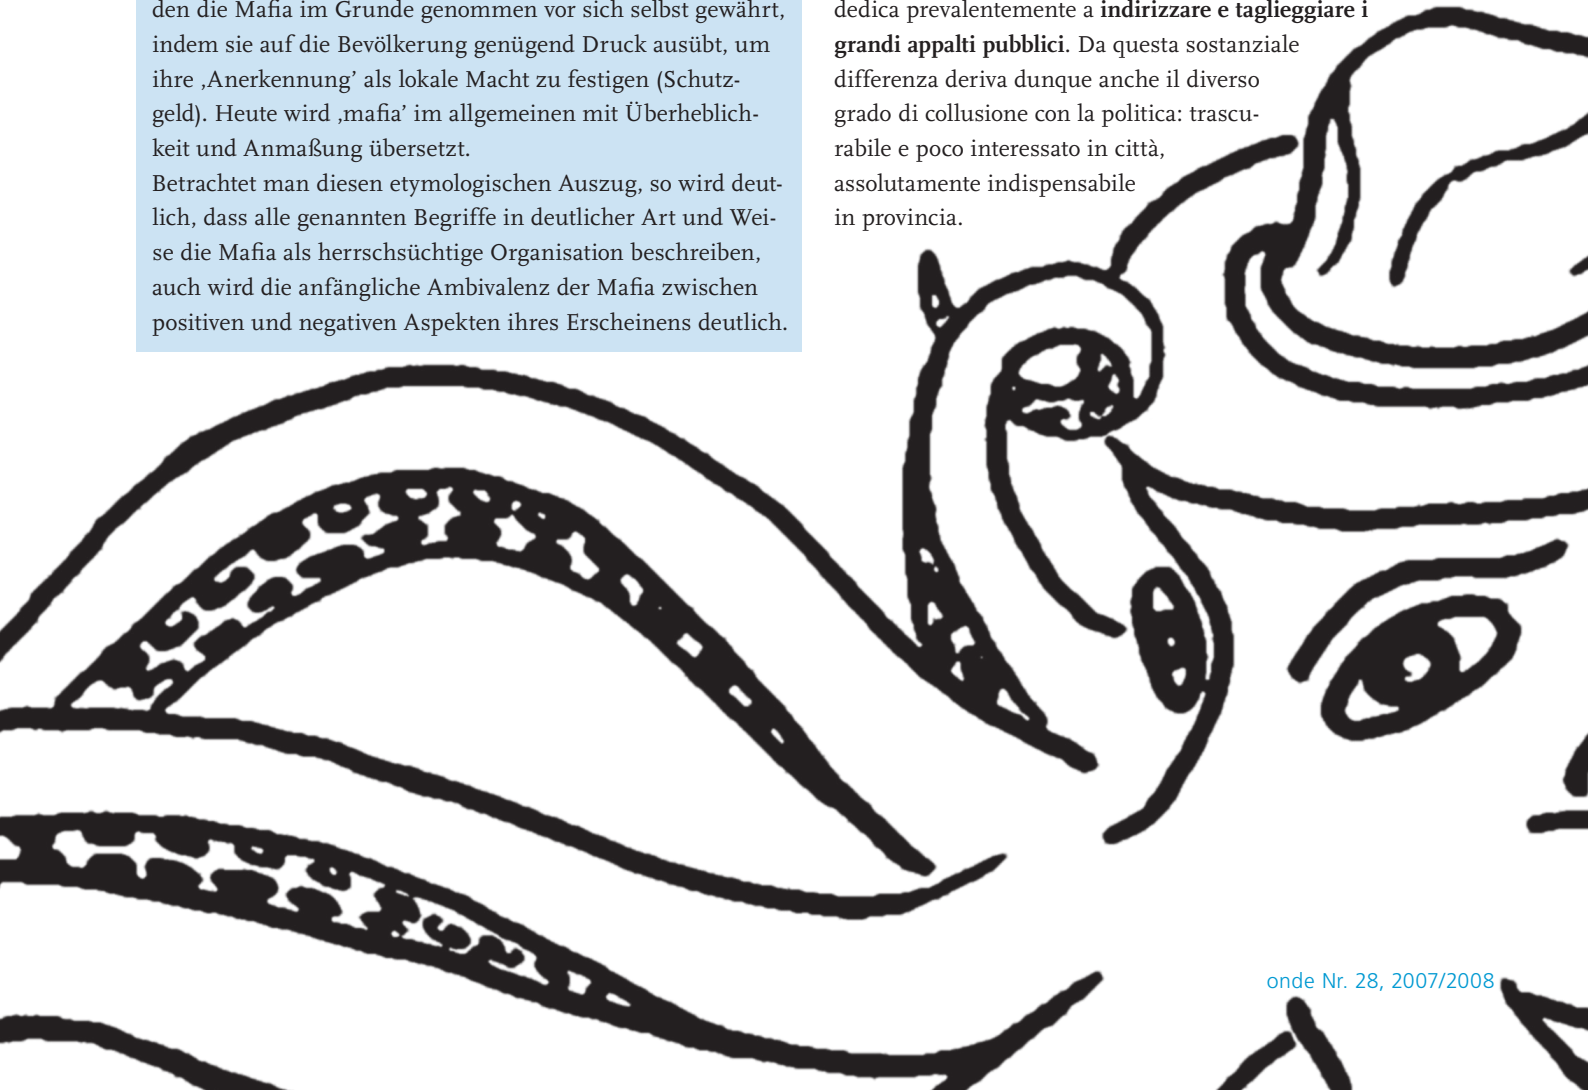 den die Mafia im Grunde genommen vor sich selbst gewährt,
indem sie auf die Bevölkerung genügend Druck ausübt, um
ihre ‚Anerkennung’ als lokale Macht zu festigen (Schutz-
geld). Heute wird ‚mafia’ im allgemeinen mit Überheblich-
keit und Anmaßung übersetzt.
Betrachtet man diesen etymologischen Auszug, so wird deut-
lich, dass alle genannten Begriffe in deutlicher Art und Wei-
se die Mafia als herrschsüchtige Organisation beschreiben,
auch wird die anfängliche Ambivalenz der Mafia zwischen
positiven und negativen Aspekten ihres Erscheinens deutlich.
dedica prevalentemente a indirizzare e taglieggiare i
grandi appalti pubblici. Da questa sostanziale
differenza deriva dunque anche il diverso
grado di collusione con la politica: trascu-
rabile e poco interessato in città,
assolutamente indispensabile
in provincia.
onde Nr. 28, 2007/2008